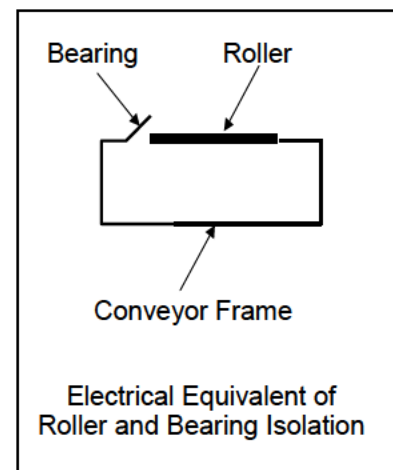 Bearing
Roller
Conveyor Frame
Electrical Equivalent of
Roller and Bearing Isolation